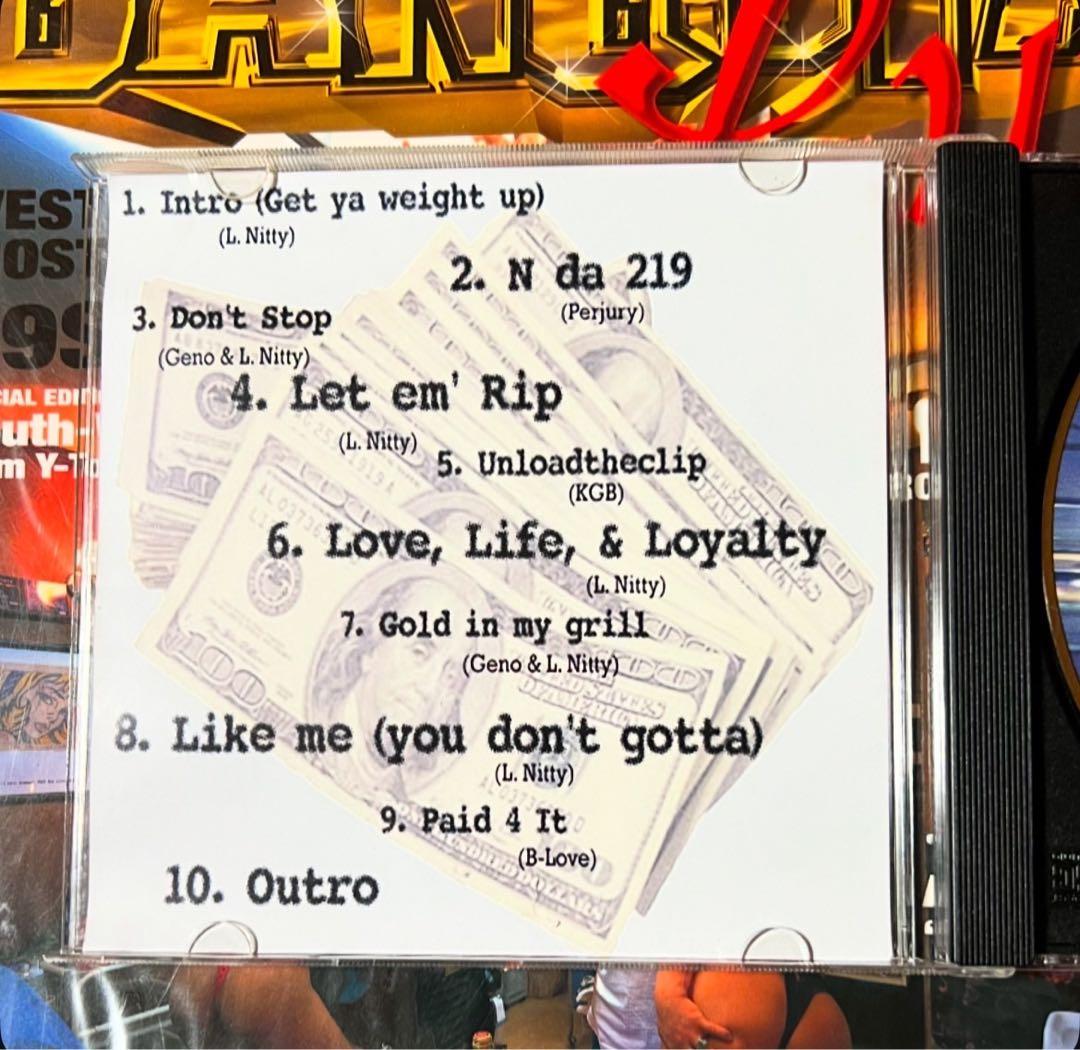 1. Intro (Get ya weight up)
(L. Nitty)
2. N da 219
(Perjury)
3. Don't Stop
(Geno & L. Nitty)
4. Let em' Rip
(L. Nitty)
5. Unloadtheclip
(KGB)
6. Love, Life, & Loyalty
(L. Nitty)
7. Gold in my grill
(Geno & L. Nitty)
8. Like me (you don't gotta)
(L. Nitty)
9. Paid 4 It
(B-Love)
10. Outro
100